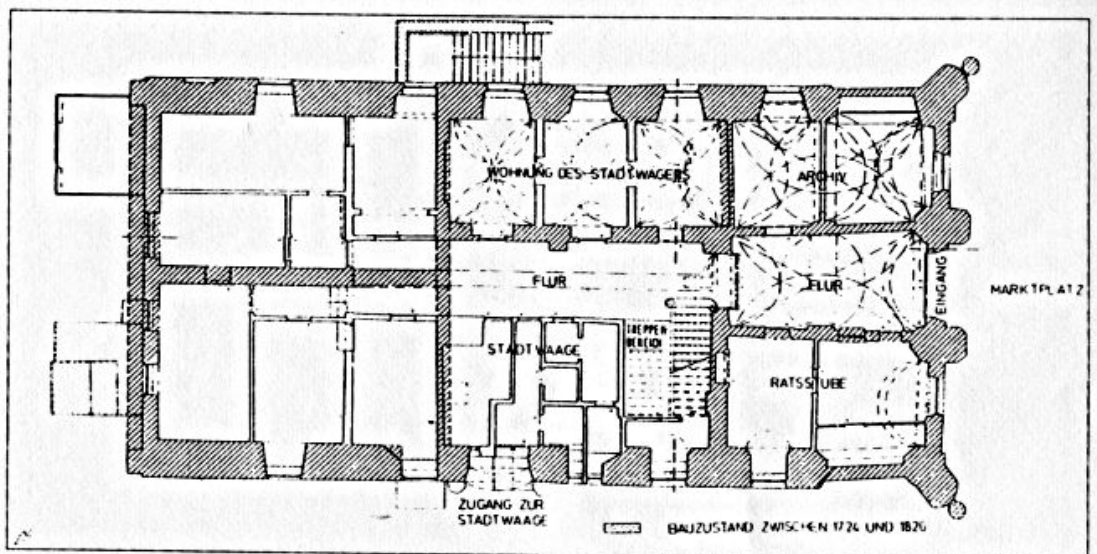 WOHNUNG DES STADTWAGERS
ARCHIV
FLUR
FLUR
EINGANG
MARKTPLATZ
STADTWAAGE
TREPPEN
BEREICH
RATSSTUBE
ZUGANG ZUR
STADTWAAGE
BAUZUSTAND ZWISCHEN 1724 UND 1826